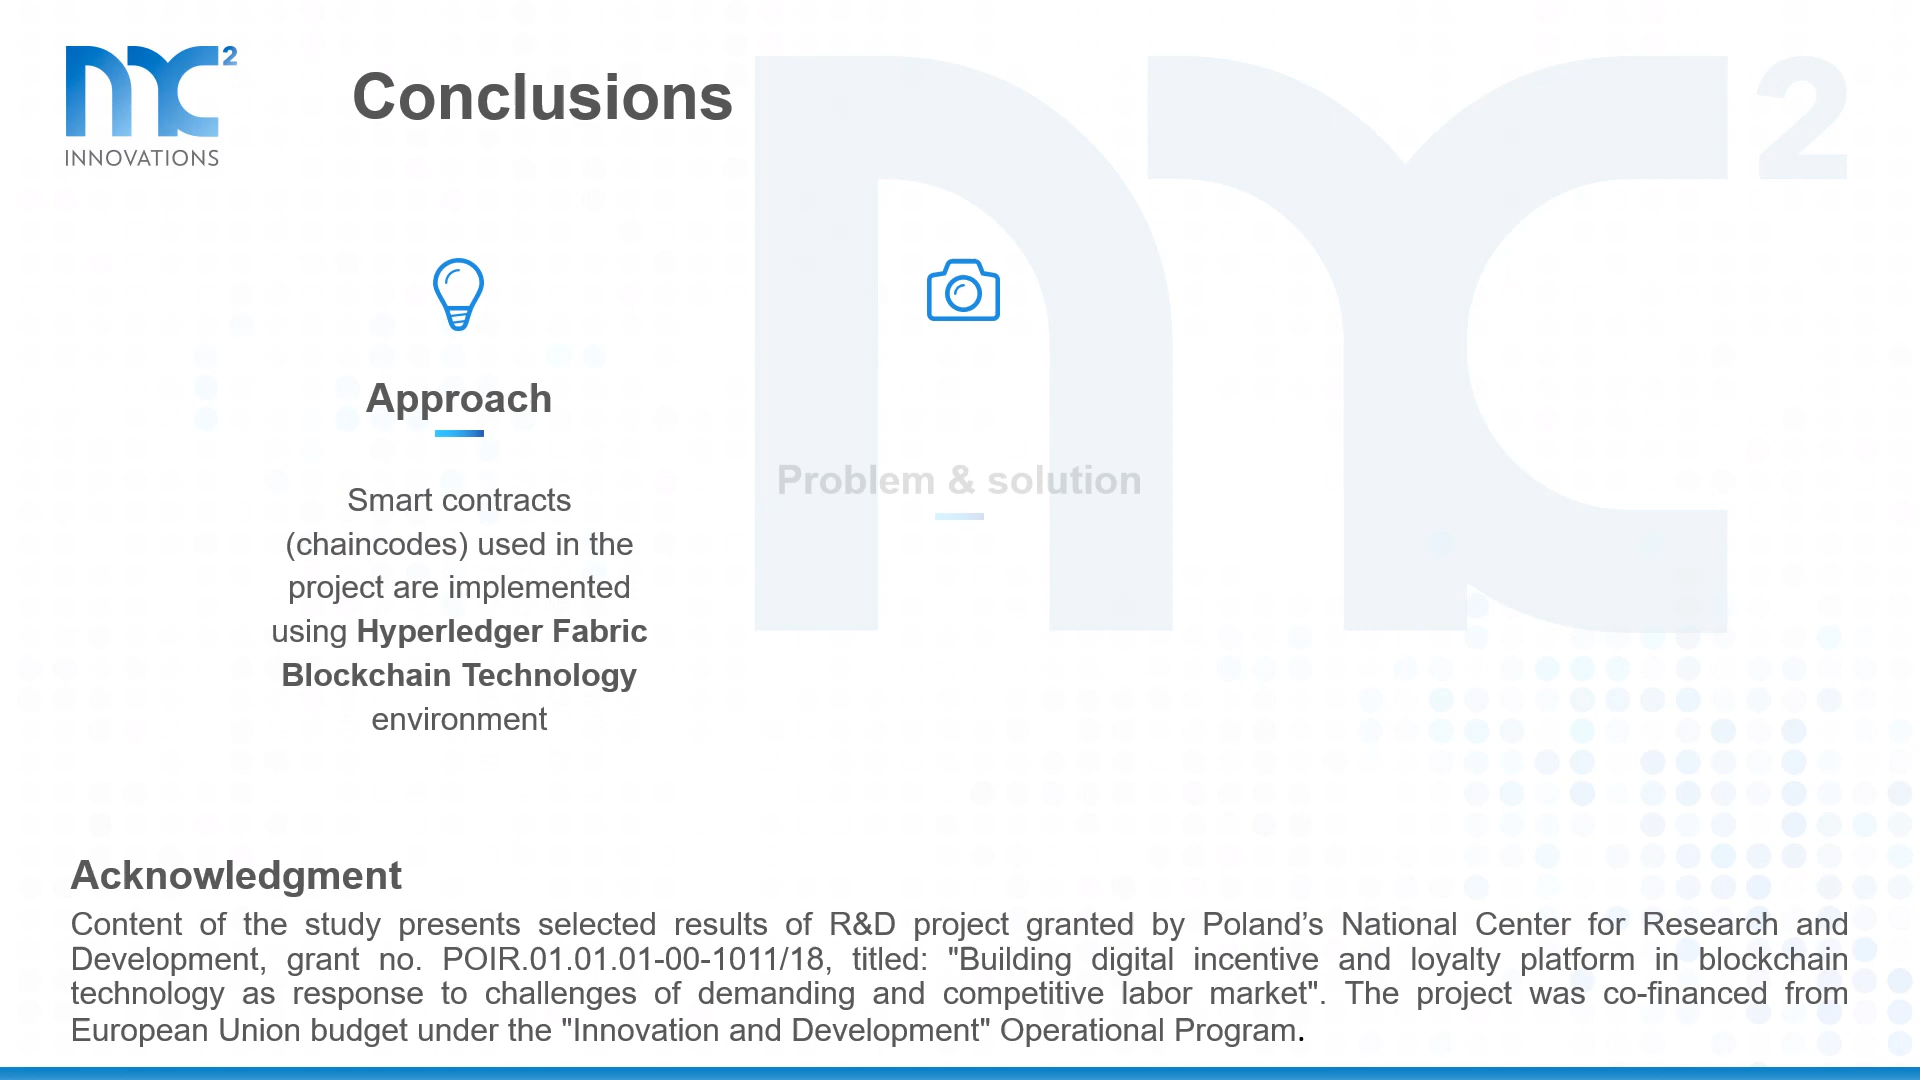 2
INNOVATIONS
Conclusions
2
Approach
Smart contracts
(chaincodes) used in the
project are implemented
using Hyperledger Fabric
Blockchain Technology
environment
Problem & solution
Acknowledgment
Content of the study presents selected results of R&D project granted by Poland’s National Center for Research and
Development, grant no. POIR.01.01.01-00-1011/18, titled: "Building digital incentive and loyalty platform in blockchain
technology as response to challenges of demanding and competitive labor market". The project was co-financed from
European Union budget under the "Innovation and Development" Operational Program.